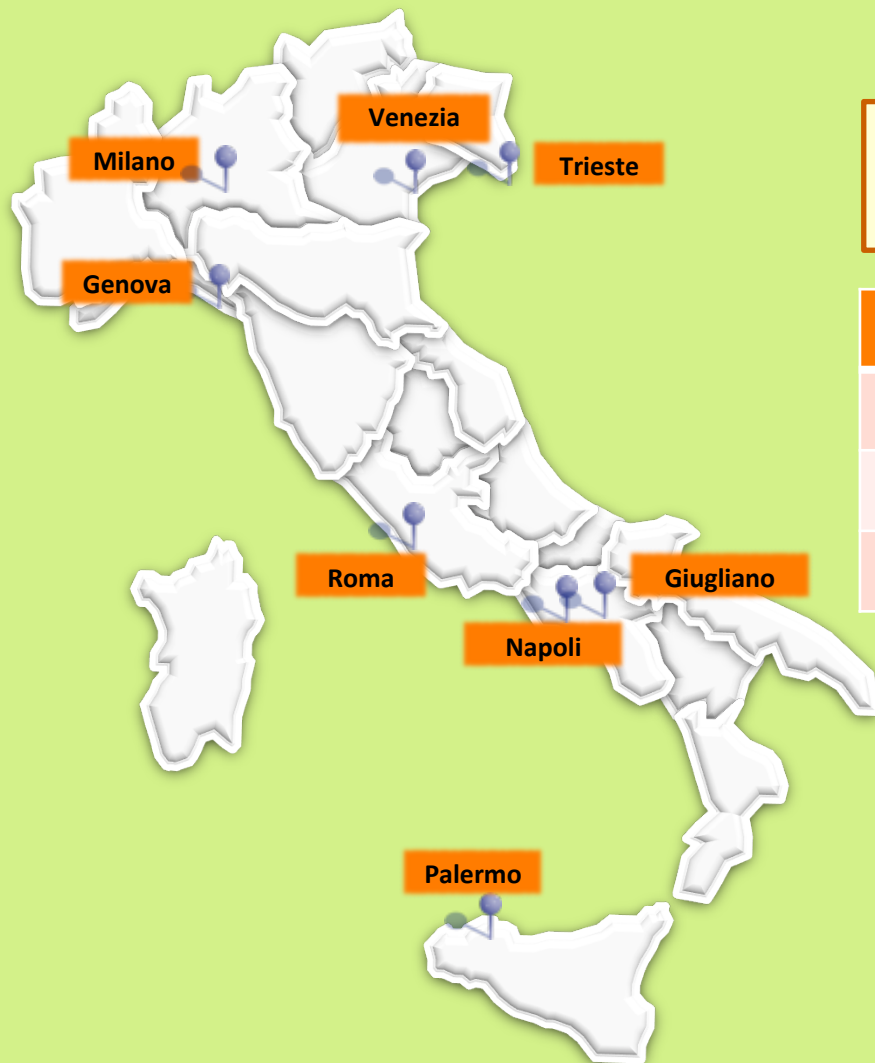 Venezia
Milano
Trieste
Genova
Roma
Giugliano
Napoli
Palermo